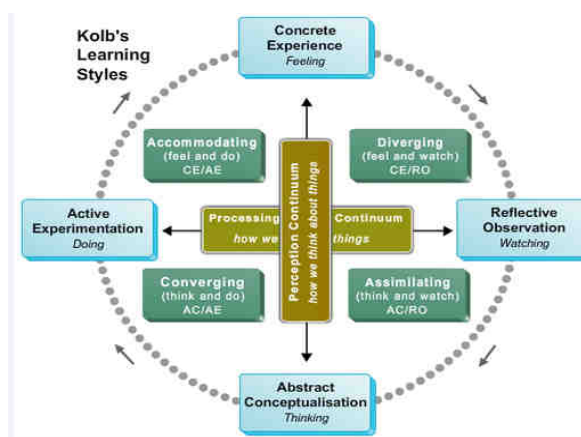 Kolb's
Learning
Styles
Concrete
Experience
Feeling
Accommodating
(feel and do)
CE/AE
Diverging
(feel and watch)
CE/RO
Active
Experimentation
Doing
Processing
Continuum
how we
things
Perception Continuum
how we think about things
Reflective
Observation
Watching
Converging
(think and do)
AC/AE
Assimilating
(think and watch)
AC/RO
Abstract
Conceptualisation
Thinking